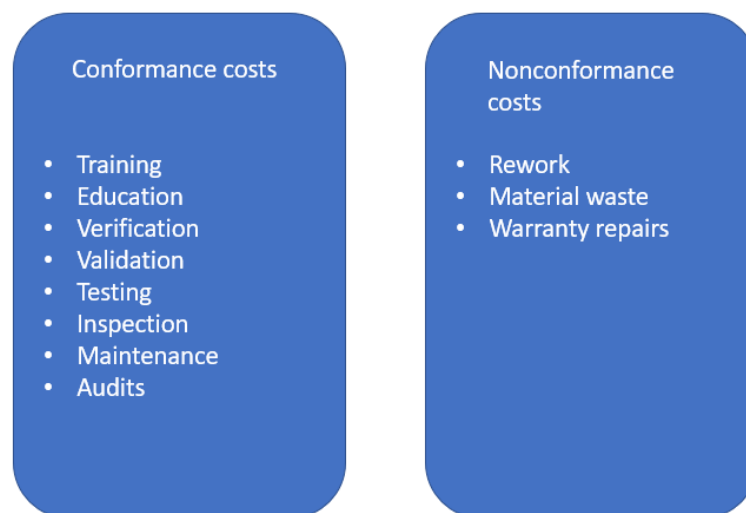 Conformance costs
• Training
• Education
• Verification
• Validation
• Testing
• Inspection
• Maintenance
• Audits
Nonconformance
costs
• Rework
• Material waste
• Warranty repairs